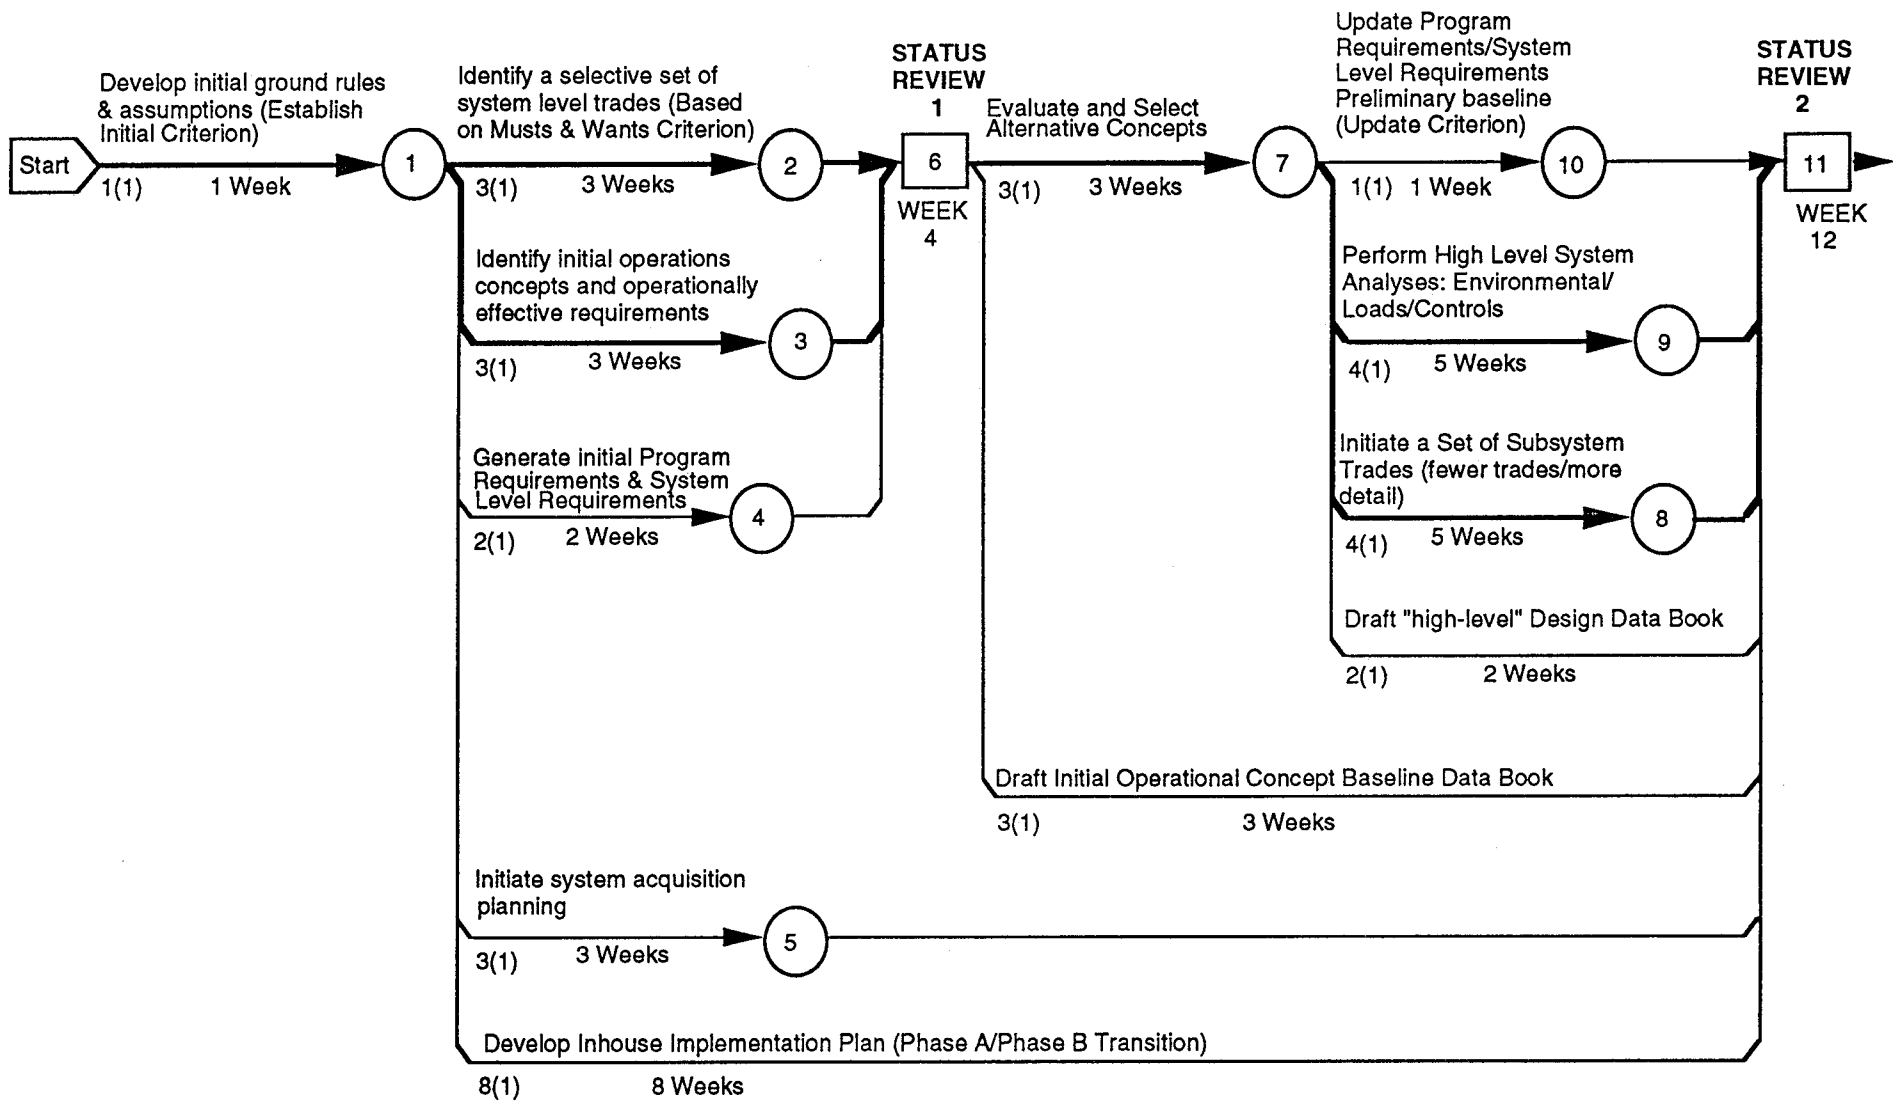 Start
Develop initial ground rules
& assumptions (Establish
Initial Criterion)
1(1)
1 Week
1
Identify a selective set of
system level trades (Based
on Musts & Wants Criterion)
3(1)
3 Weeks
2
Identify initial operations
concepts and operationally
effective requirements
3(1)
3 Weeks
3
Generate initial Program
Requirements & System
Level Requirements
2(1)
2 Weeks
4
STATUS
REVIEW
1
6
WEEK
4
Evaluate and Select
Alternative Concepts
3(1)
3 Weeks
7
Update Program
Requirements/System
Level Requirements
Preliminary baseline
(Update Criterion)
1(1)
1 Week
10
Perform High Level System
Analyses: Environmental/
Loads/Controls
4(1)
5 Weeks
9
Initiate a Set of Subsystem
Trades (fewer trades/more
detail)
4(1)
5 Weeks
8
Draft "high-level" Design Data Book
2(1)
2 Weeks
STATUS
REVIEW
2
11
WEEK
12
Draft Initial Operational Concept Baseline Data Book
3(1)
3 Weeks
Initiate system acquisition
planning
3(1)
3 Weeks
5
Develop Inhouse Implementation Plan (Phase A/Phase B Transition)
8(1)
8 Weeks